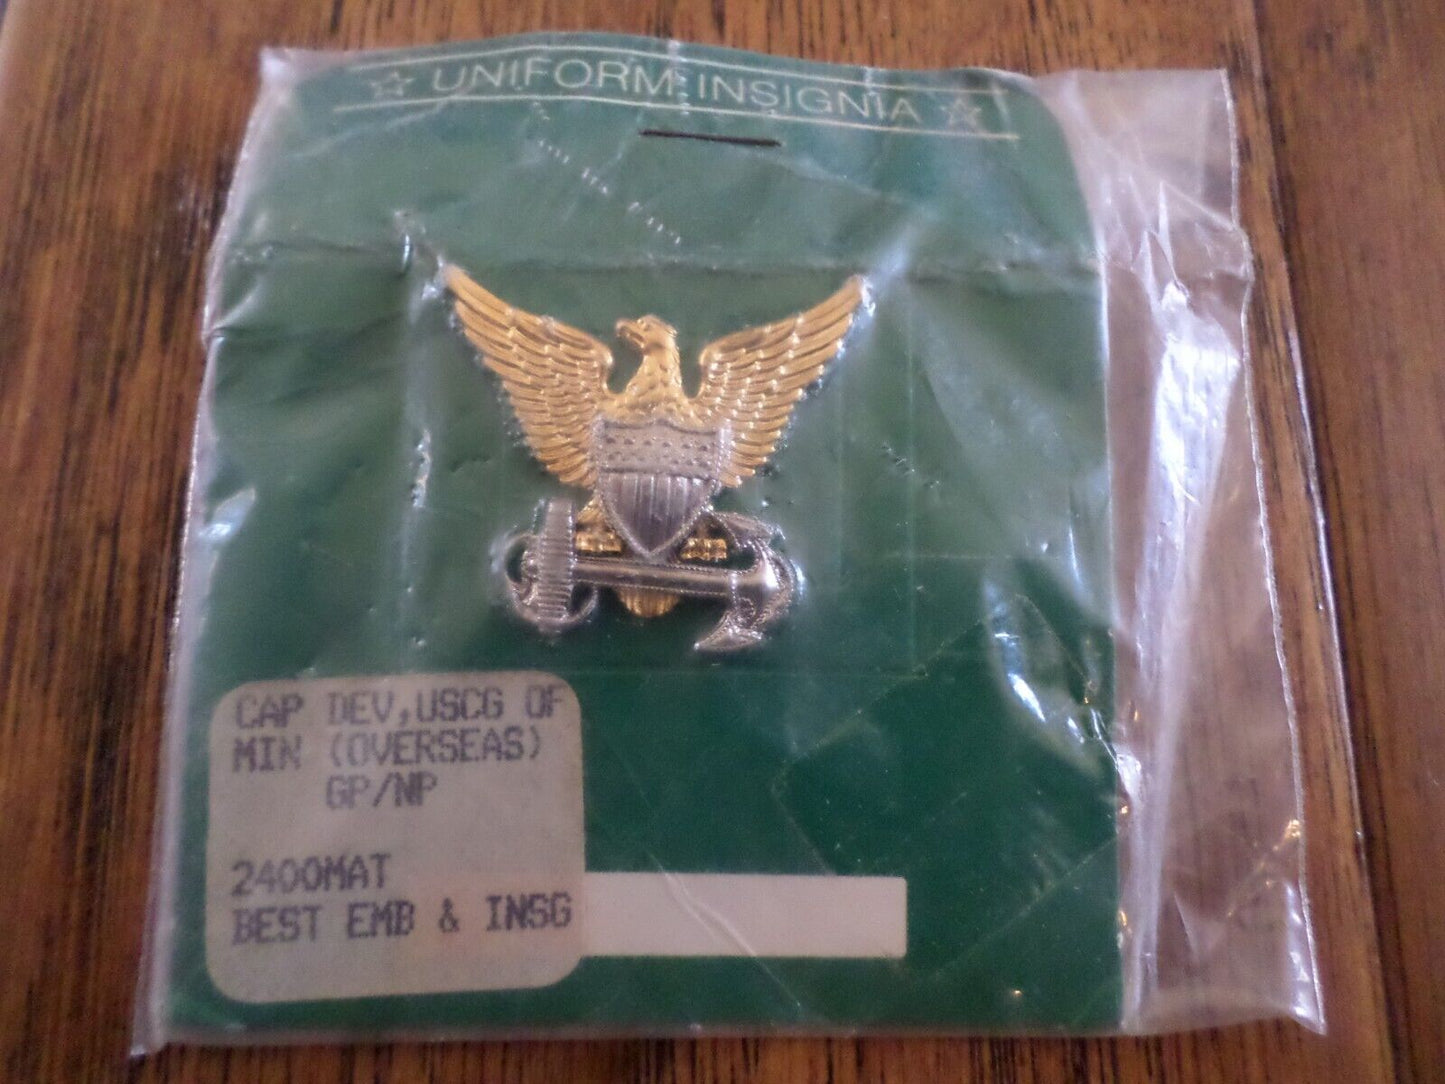 ☆ UNIFORM INSIGNIA ☆
CAP DEV,USCG OF
MIN (OVERSEAS)
GP/NP
2400MAT
BEST EMB & INSG